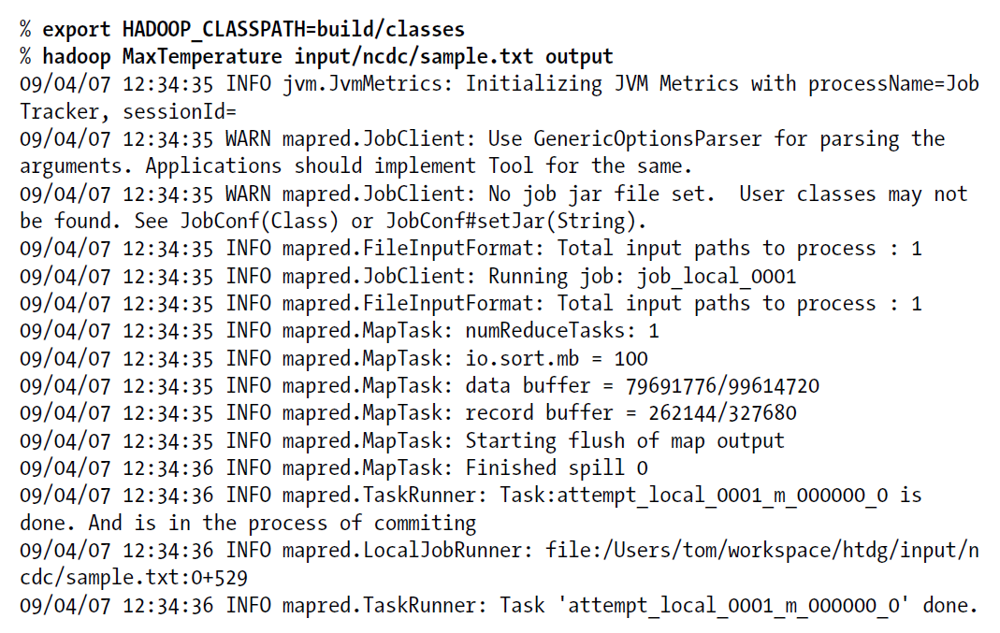 % export HADOOP_CLASSPATH=build/classes
% hadoop MaxTemperature input/ncdc/sample.txt output
09/04/07 12:34:35 INFO jvm.JvmMetrics: Initializing JVM Metrics with processName=Job
Tracker, sessionId=
09/04/07 12:34:35 WARN mapred.JobClient: Use GenericOptionsParser for parsing the
arguments. Applications should implement Tool for the same.
09/04/07 12:34:35 WARN mapred.JobClient: No job jar file set.  User classes may not
be found. See JobConf(Class) or JobConf#setJar(String).
09/04/07 12:34:35 INFO mapred.FileInputFormat: Total input paths to process : 1
09/04/07 12:34:35 INFO mapred.JobClient: Running job: job_local_0001
09/04/07 12:34:35 INFO mapred.FileInputFormat: Total input paths to process : 1
09/04/07 12:34:35 INFO mapred.MapTask: numReduceTasks: 1
09/04/07 12:34:35 INFO mapred.MapTask: io.sort.mb = 100
09/04/07 12:34:35 INFO mapred.MapTask: data buffer = 79691776/99614720
09/04/07 12:34:35 INFO mapred.MapTask: record buffer = 262144/327680
09/04/07 12:34:35 INFO mapred.MapTask: Starting flush of map output
09/04/07 12:34:36 INFO mapred.MapTask: Finished spill 0
09/04/07 12:34:36 INFO mapred.TaskRunner: Task:attempt_local_0001_m_000000_0 is
done. And is in the process of commiting
09/04/07 12:34:36 INFO mapred.LocalJobRunner: file:/Users/tom/workspace/htdg/input/n
cdc/sample.txt:0+529
09/04/07 12:34:36 INFO mapred.TaskRunner: Task 'attempt_local_0001_m_000000_0' done.